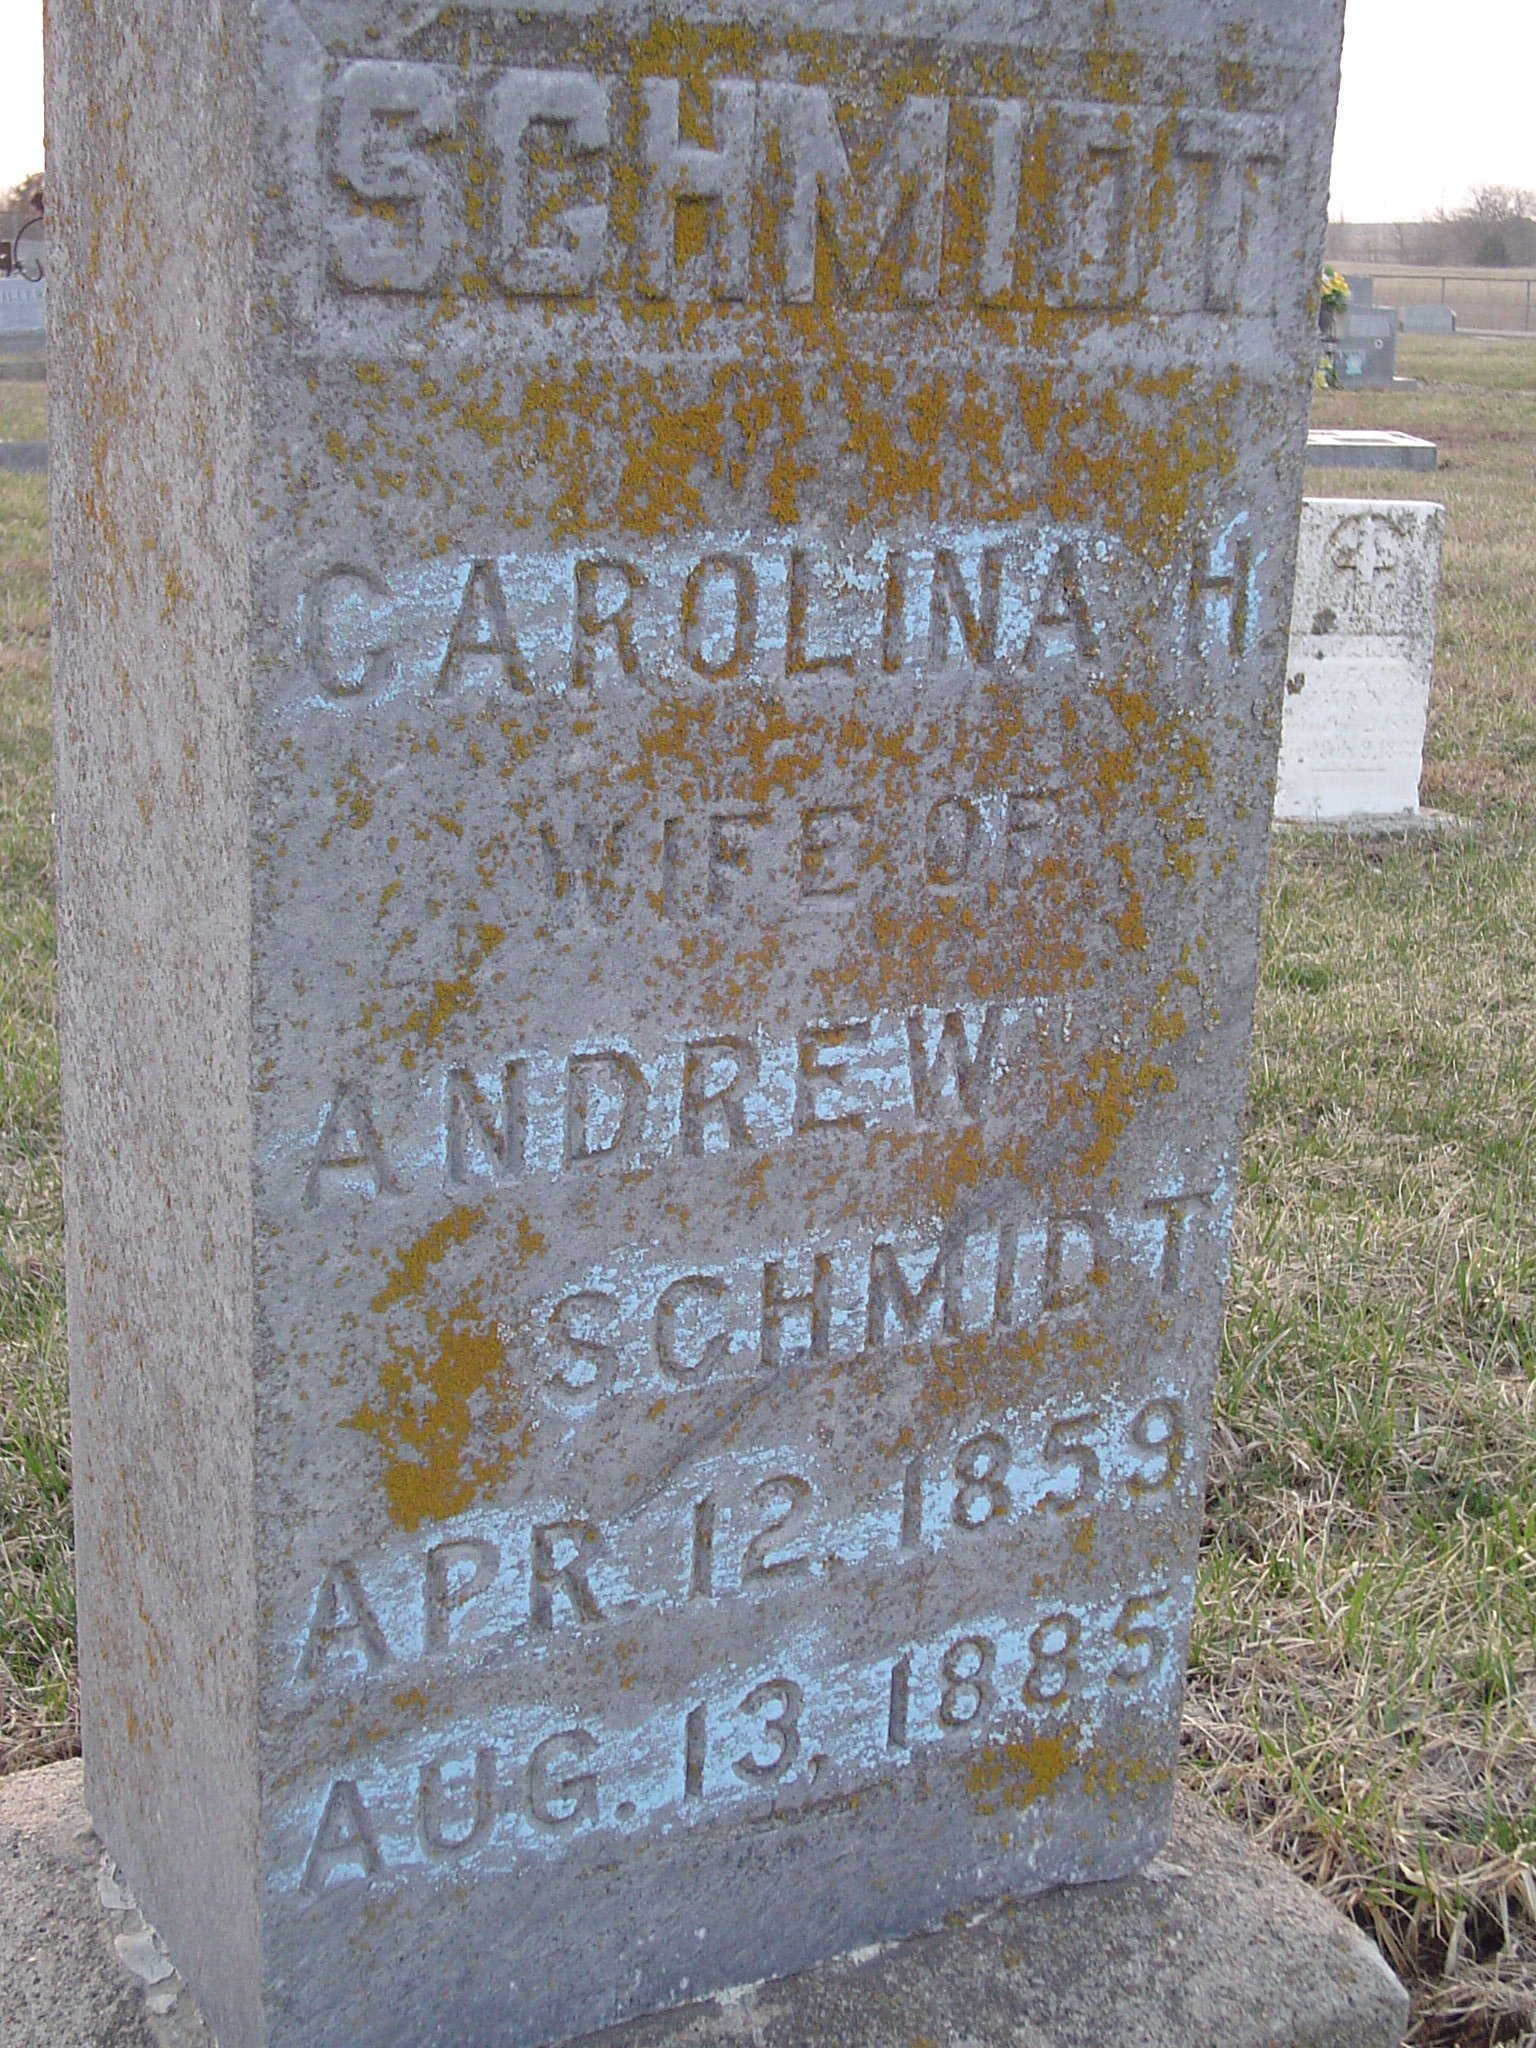 SCHMIDT
CAROLINA H
WIFE OF
ANDREW
SCHMIDT
APR. 12, 1859
AUG. 13, 1885